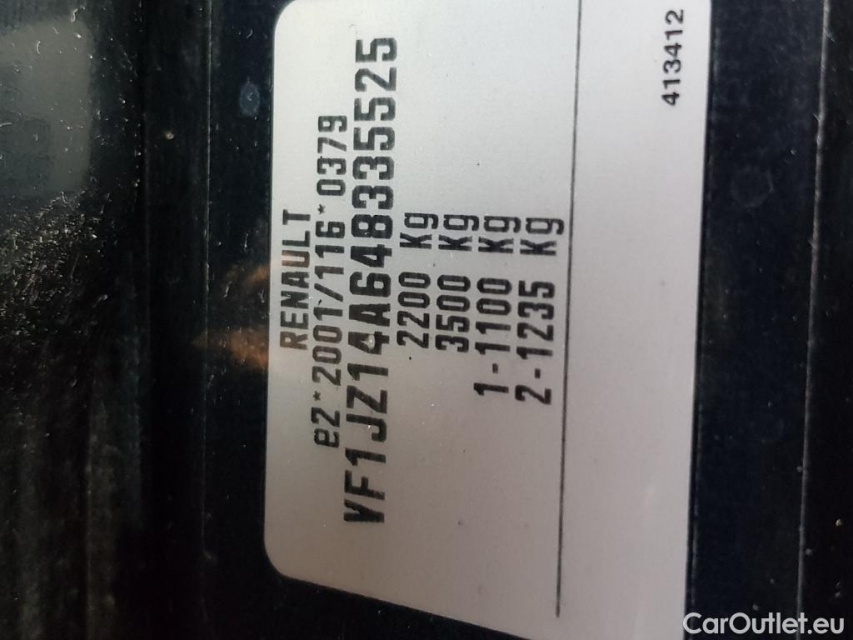 RENAULT
e2*2001/116*0379
VF1JZ14A648335525
2200 Kg
3500 Kg
1-1100 Kg
2-1235 Kg
413412
CarOutlet.eu